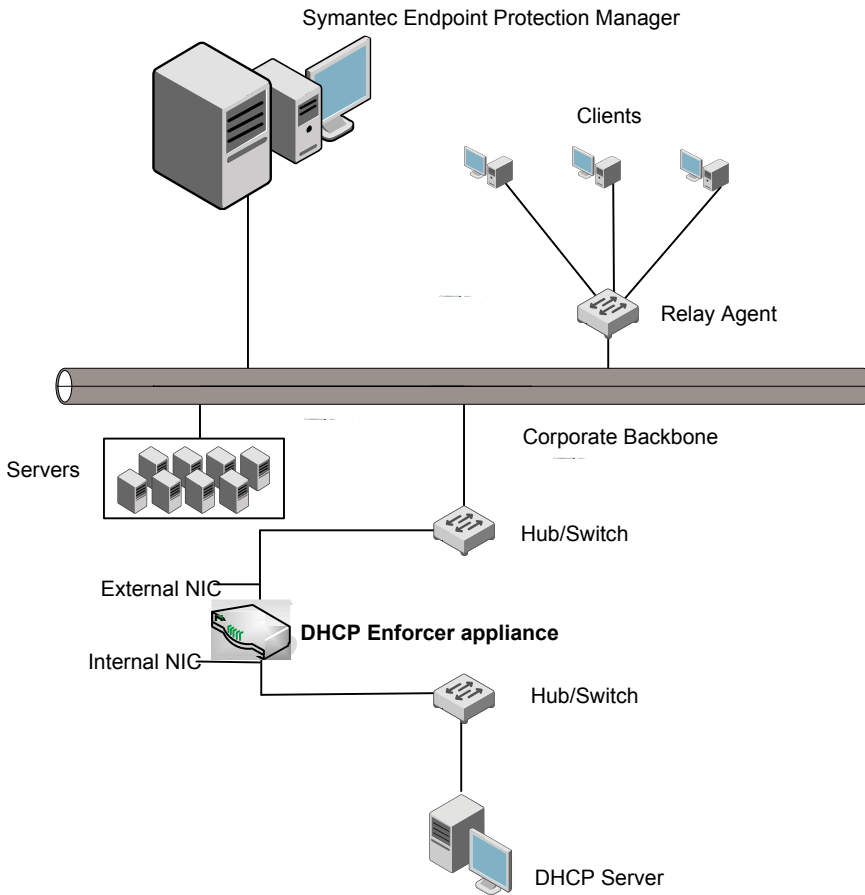 Symantec Endpoint Protection Manager
Clients
Relay Agent
Corporate Backbone
Servers
Hub/Switch
External NIC
DHCP Enforcer appliance
Internal NIC
Hub/Switch
DHCP Server